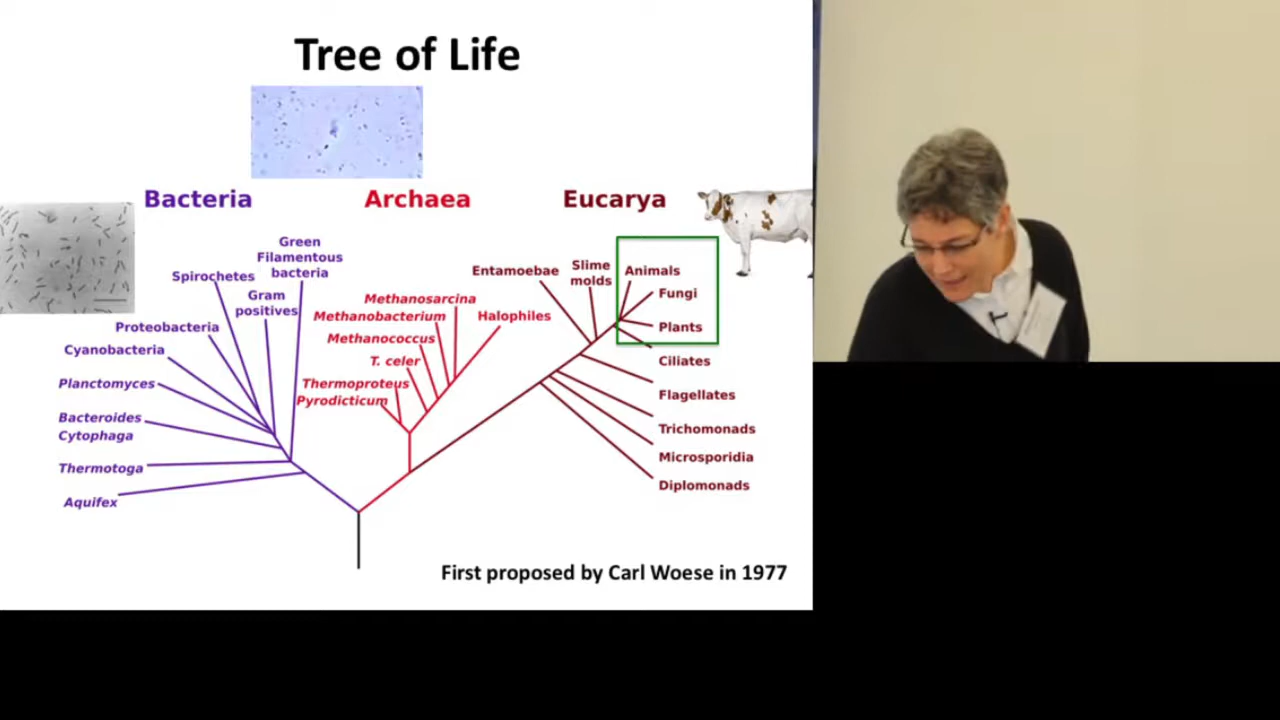 Tree of Life
Bacteria
Archaea
Eucarya
Green
Filamentous
bacteria
Spirochetes
Gram
positives
Proteobacteria
Cyanobacteria
Planctomyces
Bacteroides
Cytophaga
Thermotoga
Aquifex
Methanosarcina
Methanobacterium
Halophiles
Methanococcus
T. celer
Thermoproteus
Pyrodicticum
Entamoebae
Slime
molds
Animals
Fungi
Plants
Ciliates
Flagellates
Trichomonads
Microsporidia
Diplomonads
First proposed by Carl Woese in 1977